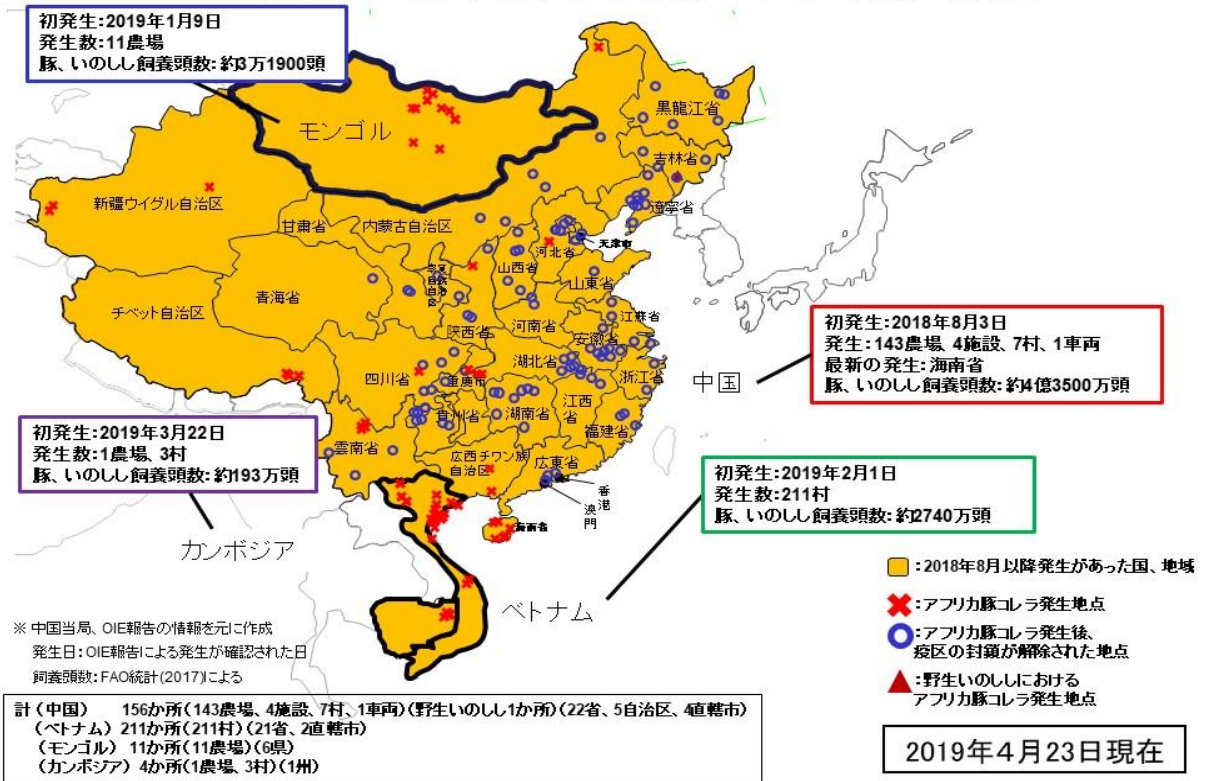 初発生:2019年1月9日
発生数:11農場
豚、いのしし飼養頭数:約3万1900頭
モンゴル
黒龍江省
吉林省
遼寧省
新疆ウイグル自治区
甘粛省
内蒙古自治区
天津市
河北省
山西省
寧夏回族自治区
山東省
青海省
チベット自治区
陝西省
河南省
江蘇省
安徽省
湖北省
四川省
重慶市
浙江省
江西省
貴州省
湖南省
福建省
雲南省
広西チワン族自治区
広東省
香港
澳門
海南省
中国
初発生:2018年8月3日
発生:143農場、4施設、7村、1車両
最新の発生:海南省
豚、いのしし飼養頭数:約4億3500万頭
初発生:2019年3月22日
発生数:1農場、3村
豚、いのしし飼養頭数:約193万頭
カンボジア
初発生:2019年2月1日
発生数:211村
豚、いのしし飼養頭数:約2740万頭
ベトナム
:2018年8月以降発生があった国、地域
:アフリカ豚コレラ発生地点
:アフリカ豚コレラ発生後、
疫区の封鎖が解除された地点
:野生いのししにおける
アフリカ豚コレラ発生地点
※ 中国当局、OIE報告の情報を元に作成
発生日:OIE報告による発生が確認された日
飼養頭数:FAO統計(2017)による
計(中国) 156か所(143農場、4施設、7村、1車両)(野生いのしし1か所)(22省、5自治区、4直轄市)
(ベトナム) 211か所(211村)(21省、2直轄市)
(モンゴル) 11か所(11農場)(6県)
(カンボジア) 4か所(1農場、3村)(1州)
2019年4月23日現在